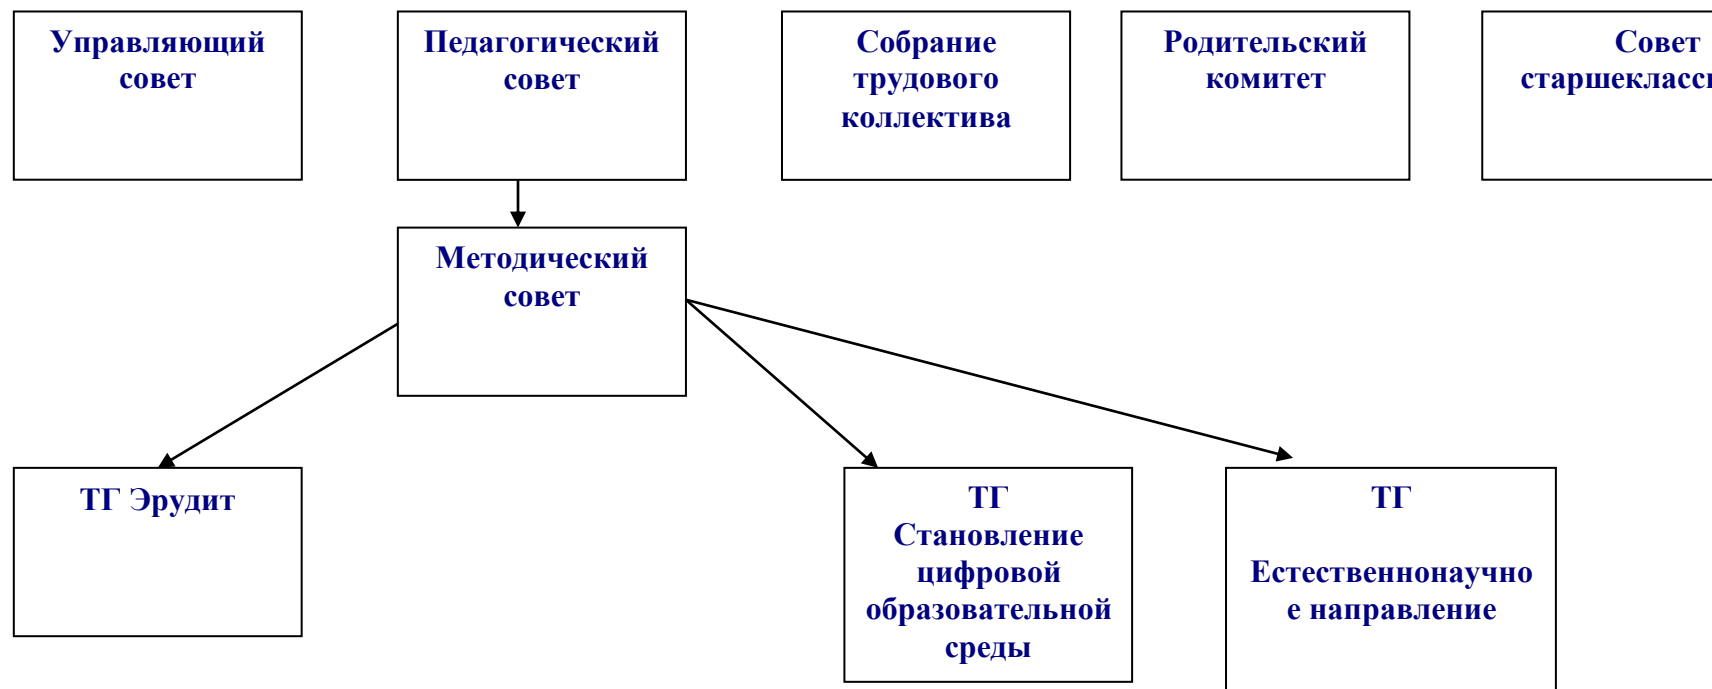 Управляющий
совет
Педагогический
совет
Собрание
трудового
коллектива
Родительский
комитет
Совет
Методический
совет
ТГ Эрудит
ТГ
Становление
цифровой
образовательной
среды
ТГ
Естественнонаучно
е направление